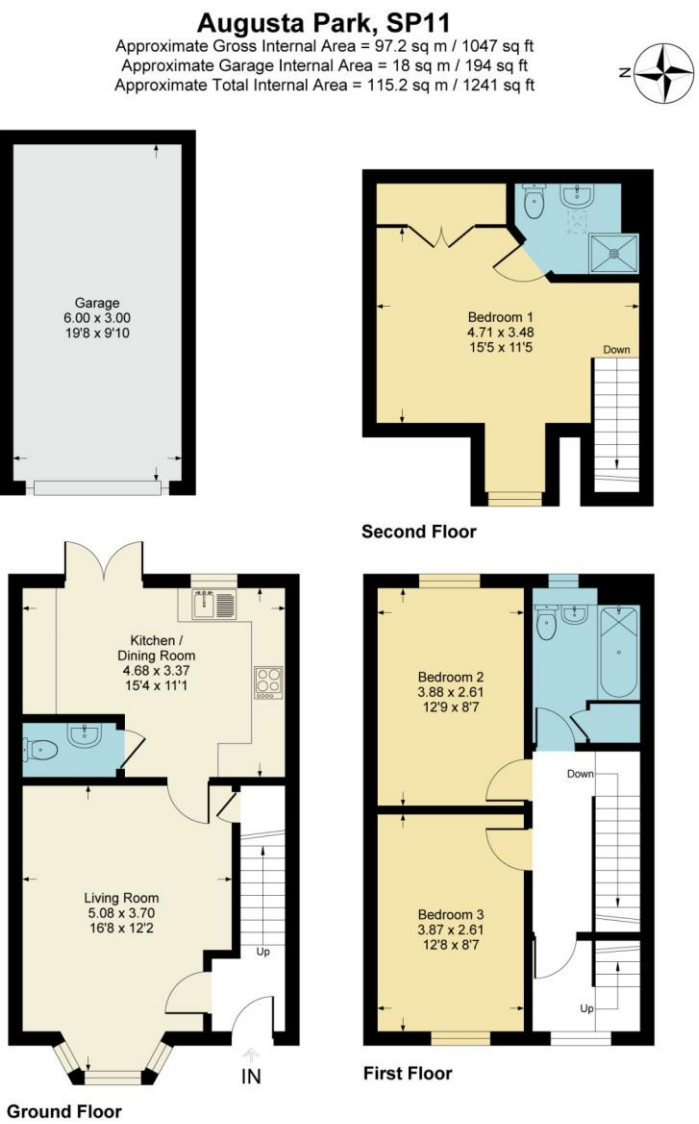 Augusta Park, SP11
Approximate Gross Internal Area = 97.2 sq m / 1047 sq ft
Approximate Garage Internal Area = 18 sq m / 194 sq ft
Approximate Total Internal Area = 115.2 sq m / 1241 sq ft
N
Garage
6.00 x 3.00
19'8 x 9'10
Bedroom 1
4.71 x 3.48
15'5 x 11'5
Down
Second Floor
Kitchen /
Dining Room
4.68 x 3.37
15'4 x 11'1
Living Room
5.08 x 3.70
16'8 x 12'2
Up
IN
Ground Floor
Bedroom 2
3.88 x 2.61
12'9 x 8'7
Down
Bedroom 3
3.87 x 2.61
12'8 x 8'7
Up
First Floor